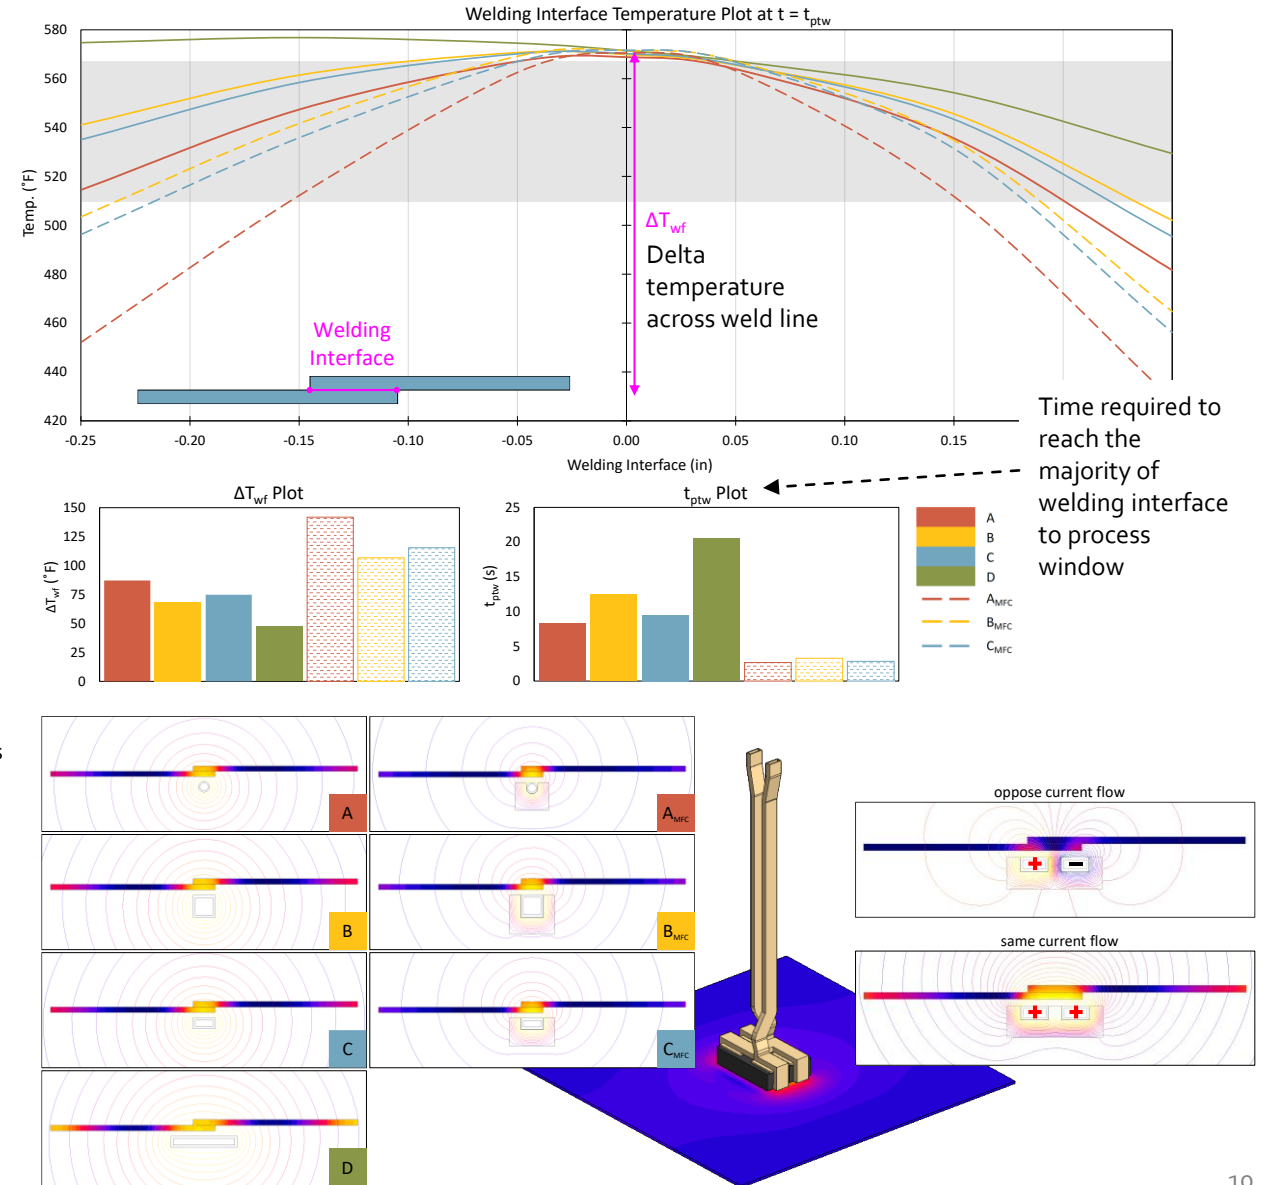 Welding Interface Temperature Plot at t = tptw
580
560
540
520
500
480
460
440
420
Temp. (˚F)
ΔTwf
Delta
temperature
across weld line
Welding
Interface
-0.25
-0.20
-0.15
-0.10
-0.05
0.00
0.05
0.10
0.15
Welding Interface (in)
Time required to
reach the
majority of
welding interface
to process
window
ΔTwf Plot
150
125
100
75
50
25
0
ΔTwf (˚F)
tptw Plot
25
20
15
10
5
0
tptw (s)
A
B
C
D
AMFC
BMFC
CMFC
s
A
AMFC
B
BMFC
C
CMFC
D
oppose current flow
+ -
same current flow
+ +